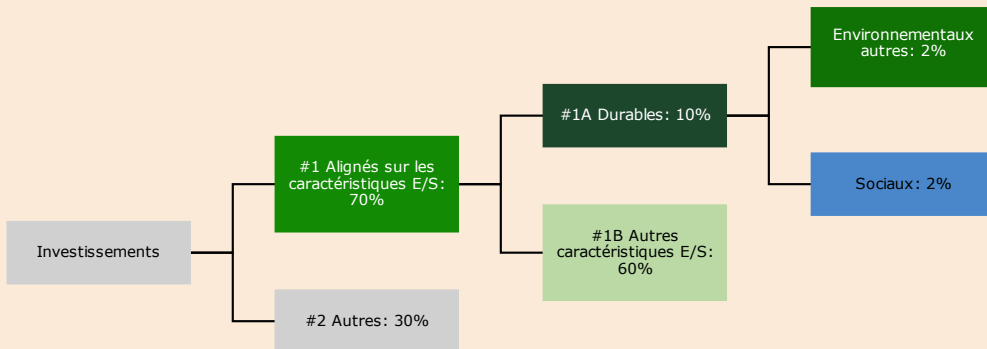 Environnementaux
autres: 2%
#1A Durables: 10%
#1 Alignés sur les
caractéristiques E/S:
70%
Sociaux: 2%
#1B Autres
caractéristiques E/S:
60%
Investissements
#2 Autres: 30%